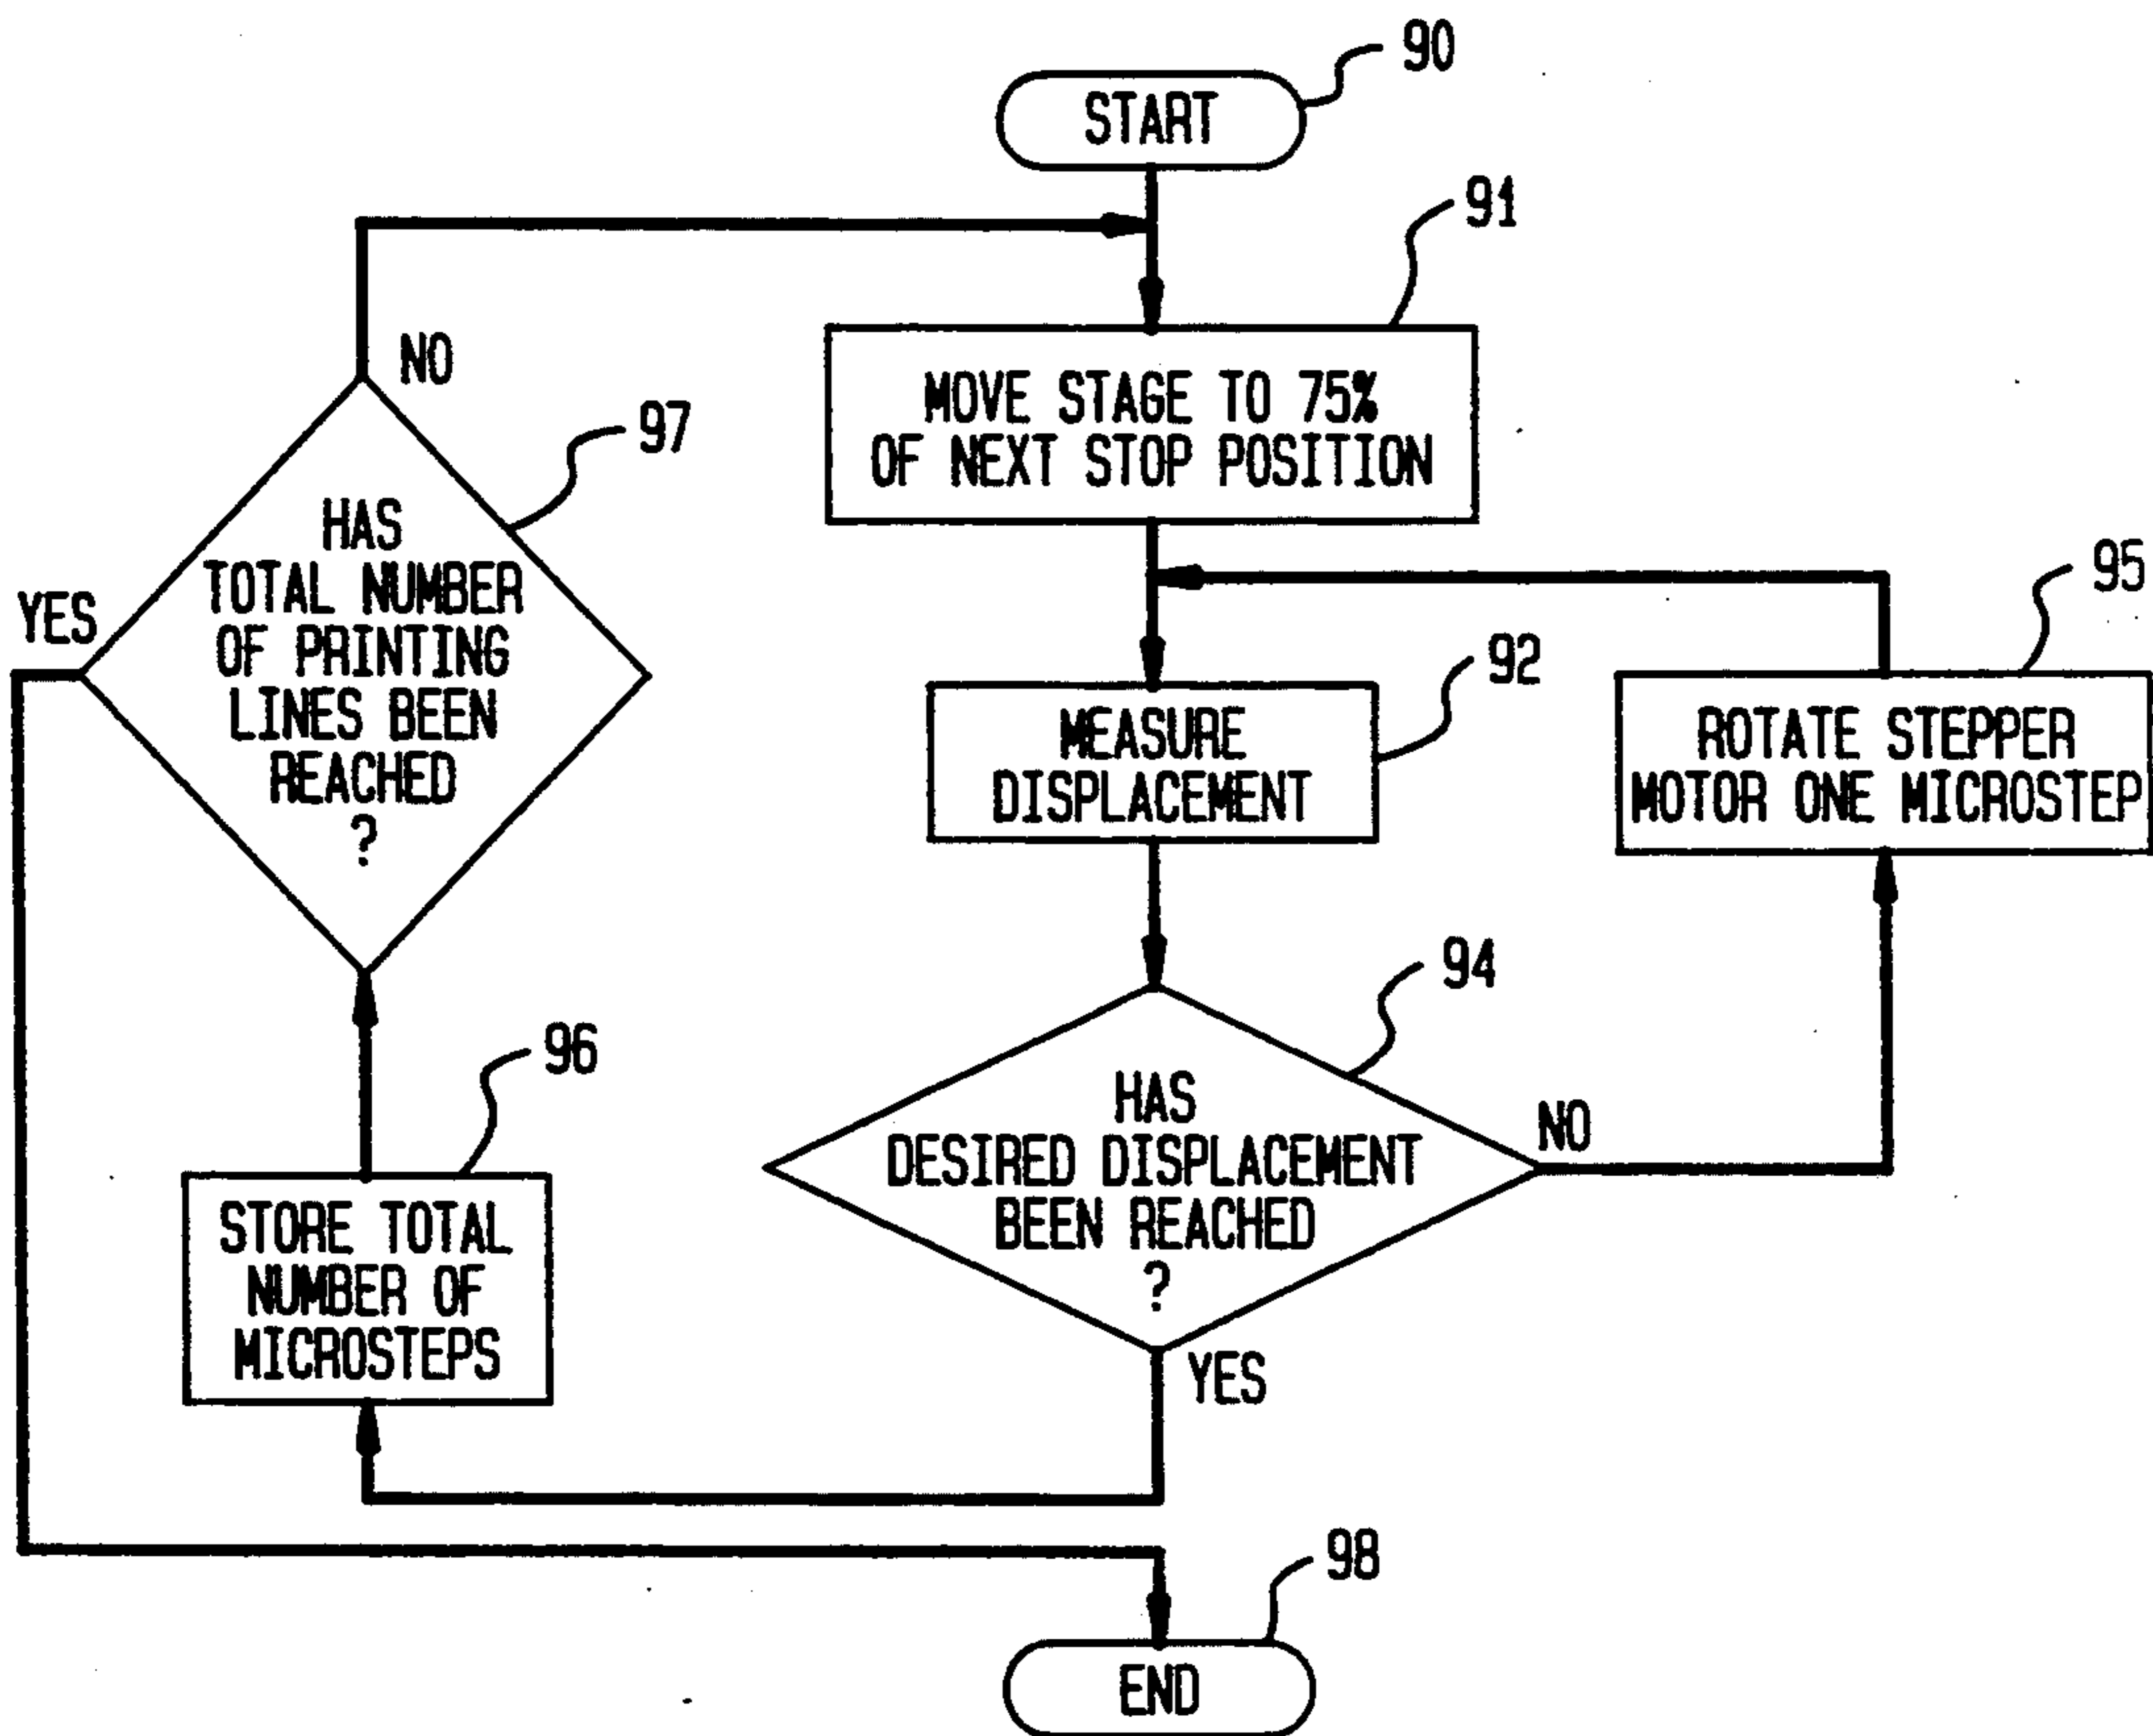 START
90
MOVE STAGE TO 75%
OF NEXT STOP POSITION
91
MEASURE
DISPLACEMENT
92
HAS
DESIRED DISPLACEMENT
BEEN REACHED
?
94
NO
YES
ROTATE STEPPER
MOTOR ONE MICROSTEP
95
STORE TOTAL
NUMBER OF
MICROSTEPS
96
HAS
TOTAL NUMBER
OF PRINTING
LINES BEEN
REACHED
?
97
NO
YES
END
98